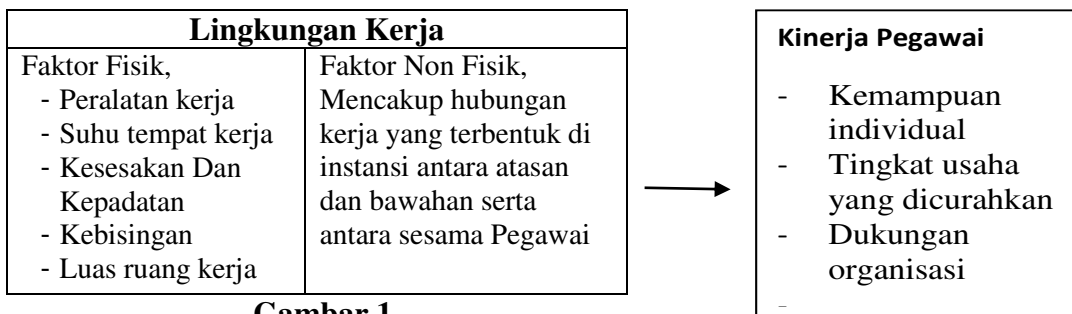 Lingkungan Kerja
Faktor Fisik,
- Peralatan kerja
- Suhu tempat kerja
- Kesesakan Dan
Kepadatan
- Kebisingan
- Luas ruang kerja
Faktor Non Fisik,
Mencakup hubungan
kerja yang terbentuk di
instansi antara atasan
dan bawahan serta
antara sesama Pegawai
Kinerja Pegawai
- Kemampuan
individual
- Tingkat usaha
yang dicurahkan
- Dukungan
organisasi
-
Gambar 1